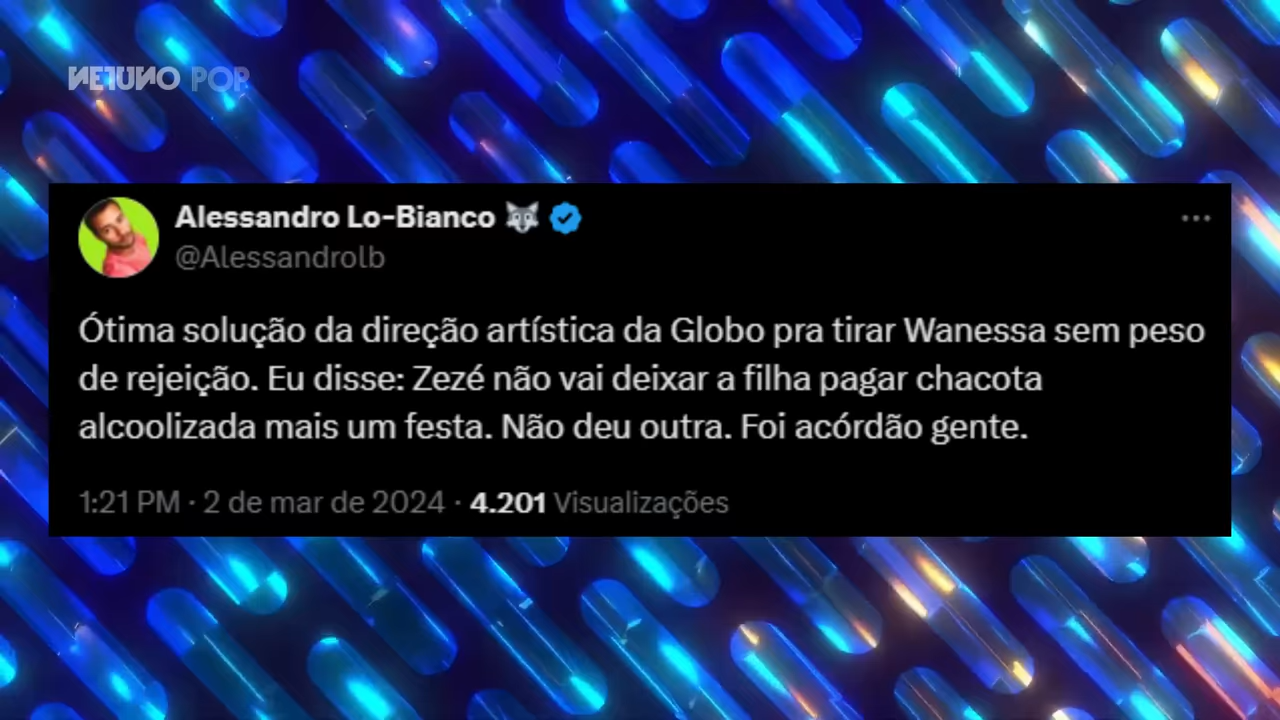 NETUNO POP
Alessandro Lo-Bianco 🐺
@Alessandrolb
Ótima solução da direção artística da Globo pra tirar Wanessa sem peso
de rejeição. Eu disse: Zezé não vai deixar a filha pagar chacota
alcoolizada mais um festa. Não deu outra. Foi acórdão gente.
1:21 PM · 2 de mar de 2024 · 4.201 Visualizações